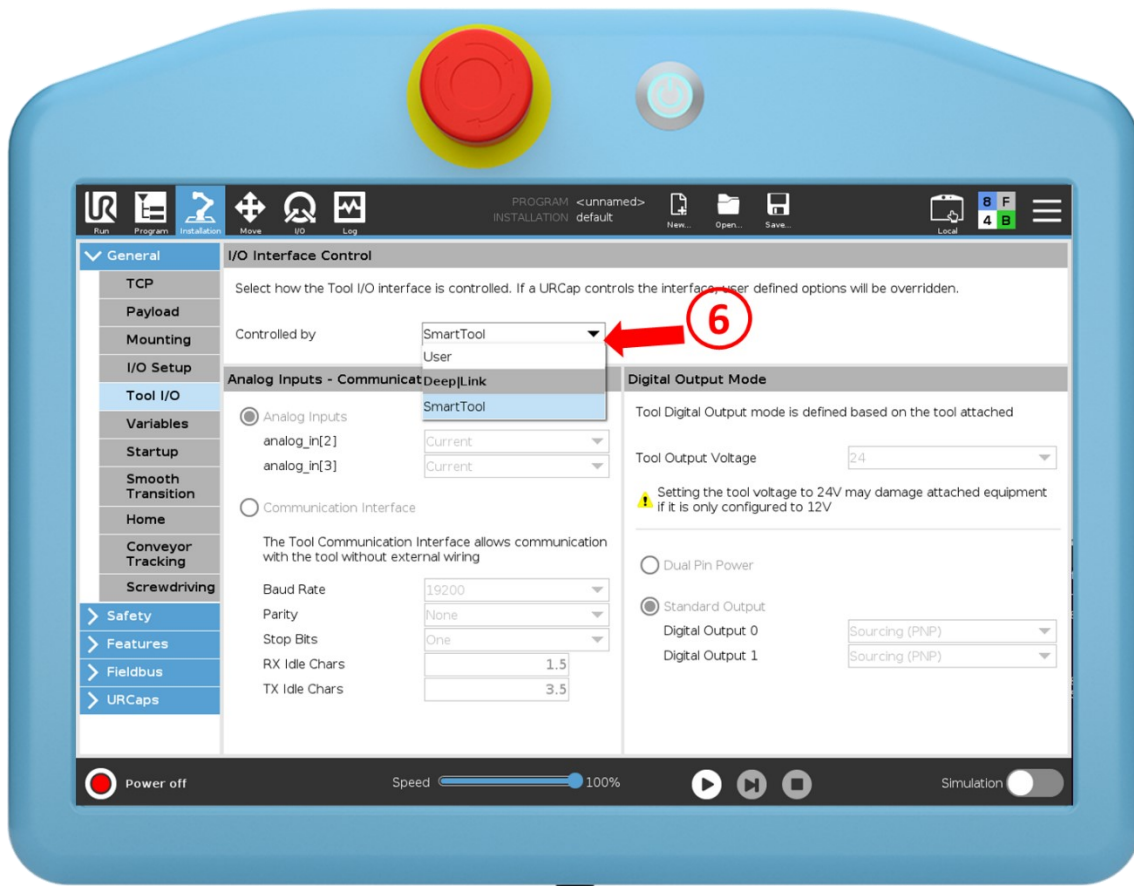 UR
Run
Program
Installation
Move
I/O
Log
PROGRAM <unnamed>
INSTALLATION default
New...
Open...
Save...
Local
8 F
4 B
General
TCP
Payload
Mounting
I/O Setup
Tool I/O
Variables
Startup
Smooth
Transition
Home
Conveyor
Tracking
Screwdriving
Safety
Features
Fieldbus
URCaps
I/O Interface Control
Select how the Tool I/O interface is controlled. If a URCap controls the interface, user defined options will be overridden.
6
Controlled by
SmartTool
User
Deep|Link
SmartTool
Analog Inputs - Communicat
Analog Inputs
analog_in[2] Current
analog_in[3] Current
Communication Interface
The Tool Communication Interface allows communication
with the tool without external wiring
Baud Rate 19200
Parity None
Stop Bits One
RX Idle Chars 1.5
TX Idle Chars 3.5
Digital Output Mode
Tool Digital Output mode is defined based on the tool attached
Tool Output Voltage 24
Setting the tool voltage to 24V may damage attached equipment
if it is only configured to 12V
Dual Pin Power
Standard Output
Digital Output 0 Sourcing (PNP)
Digital Output 1 Sourcing (PNP)
Power off
Speed 100%
Simulation